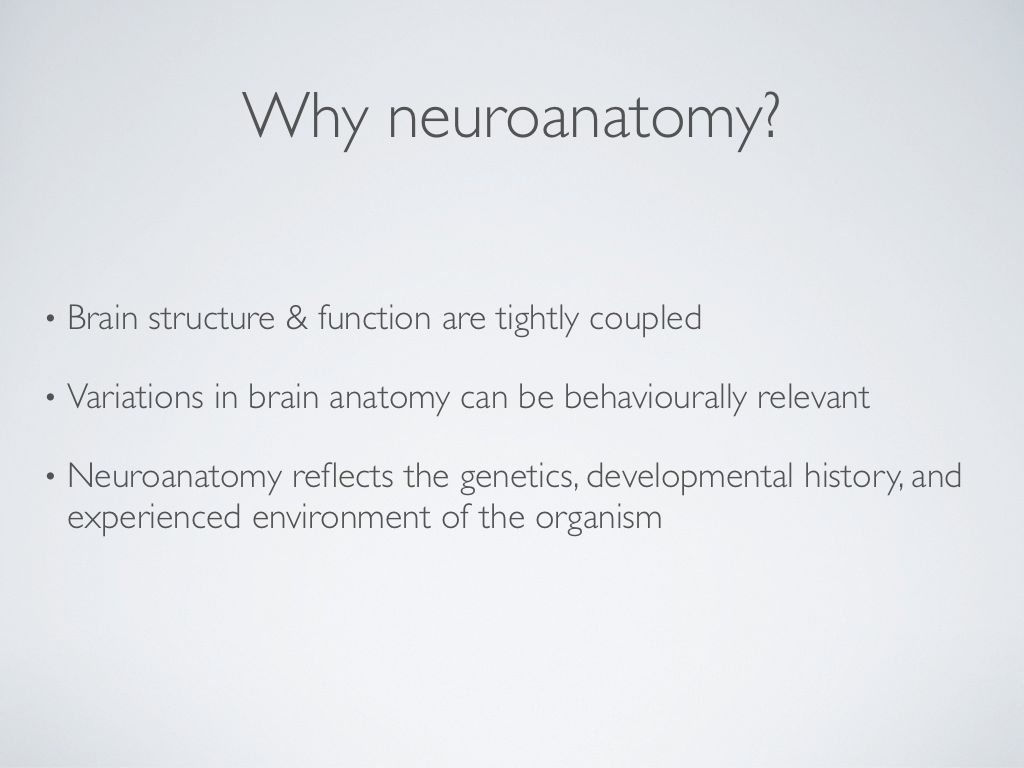 Why neuroanatomy?
• Brain structure & function are tightly coupled
• Variations in brain anatomy can be behaviourally relevant
• Neuroanatomy reflects the genetics, developmental history, and
experienced environment of the organism